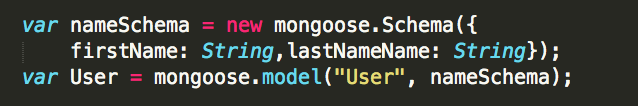 var nameSchema = new mongoose.Schema({
firstName: String,lastNameName: String});
var User = mongoose.model("User", nameSchema);